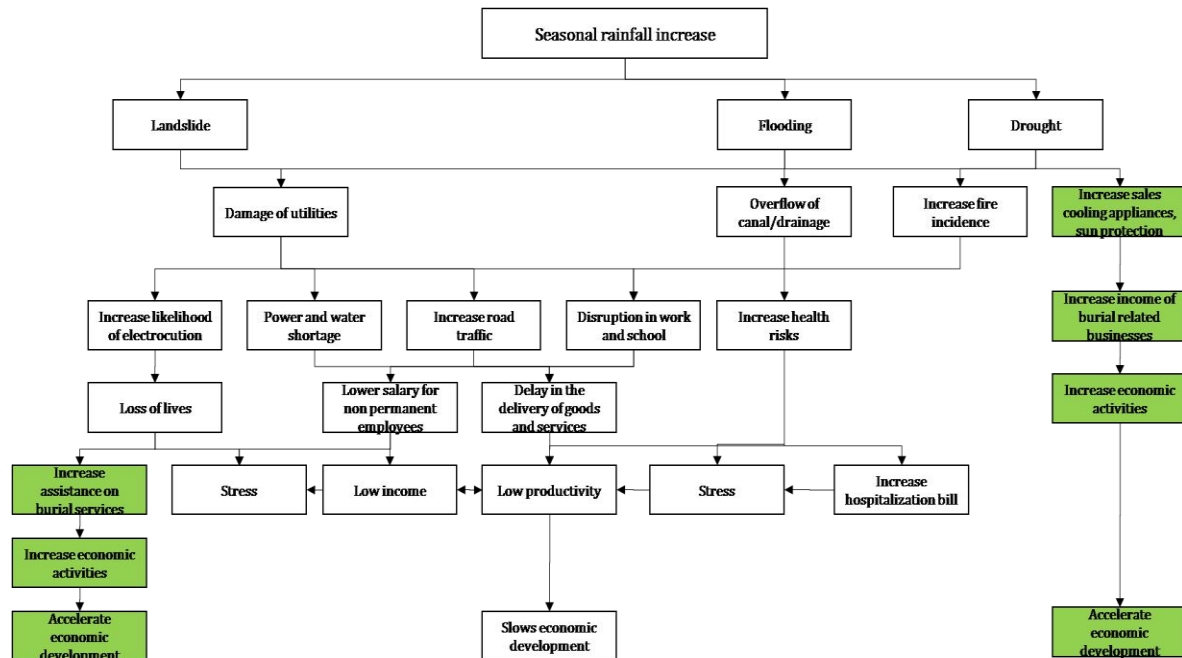 Seasonal rainfall increase
Landslide
Flooding
Drought
Damage of utilities
Overflow of
canal/drainage
Increase fire
incidence
Increase sales
cooling appliances,
sun protection
Increase likelihood
of electrocution
Power and water
shortage
Increase road
traffic
Disruption in work
and school
Increase health
risks
Increase income of
burial related
businesses
Loss of lives
Lower salary for
non permanent
employees
Delay in the
delivery of goods
and services
Increase economic
activities
Increase
assistance on
burial services
Stress
Low income
Low productivity
Stress
Increase
hospitalization bill
Increase economic
activities
Accelerate
economic
development
Slows economic
development
Accelerate
economic
development